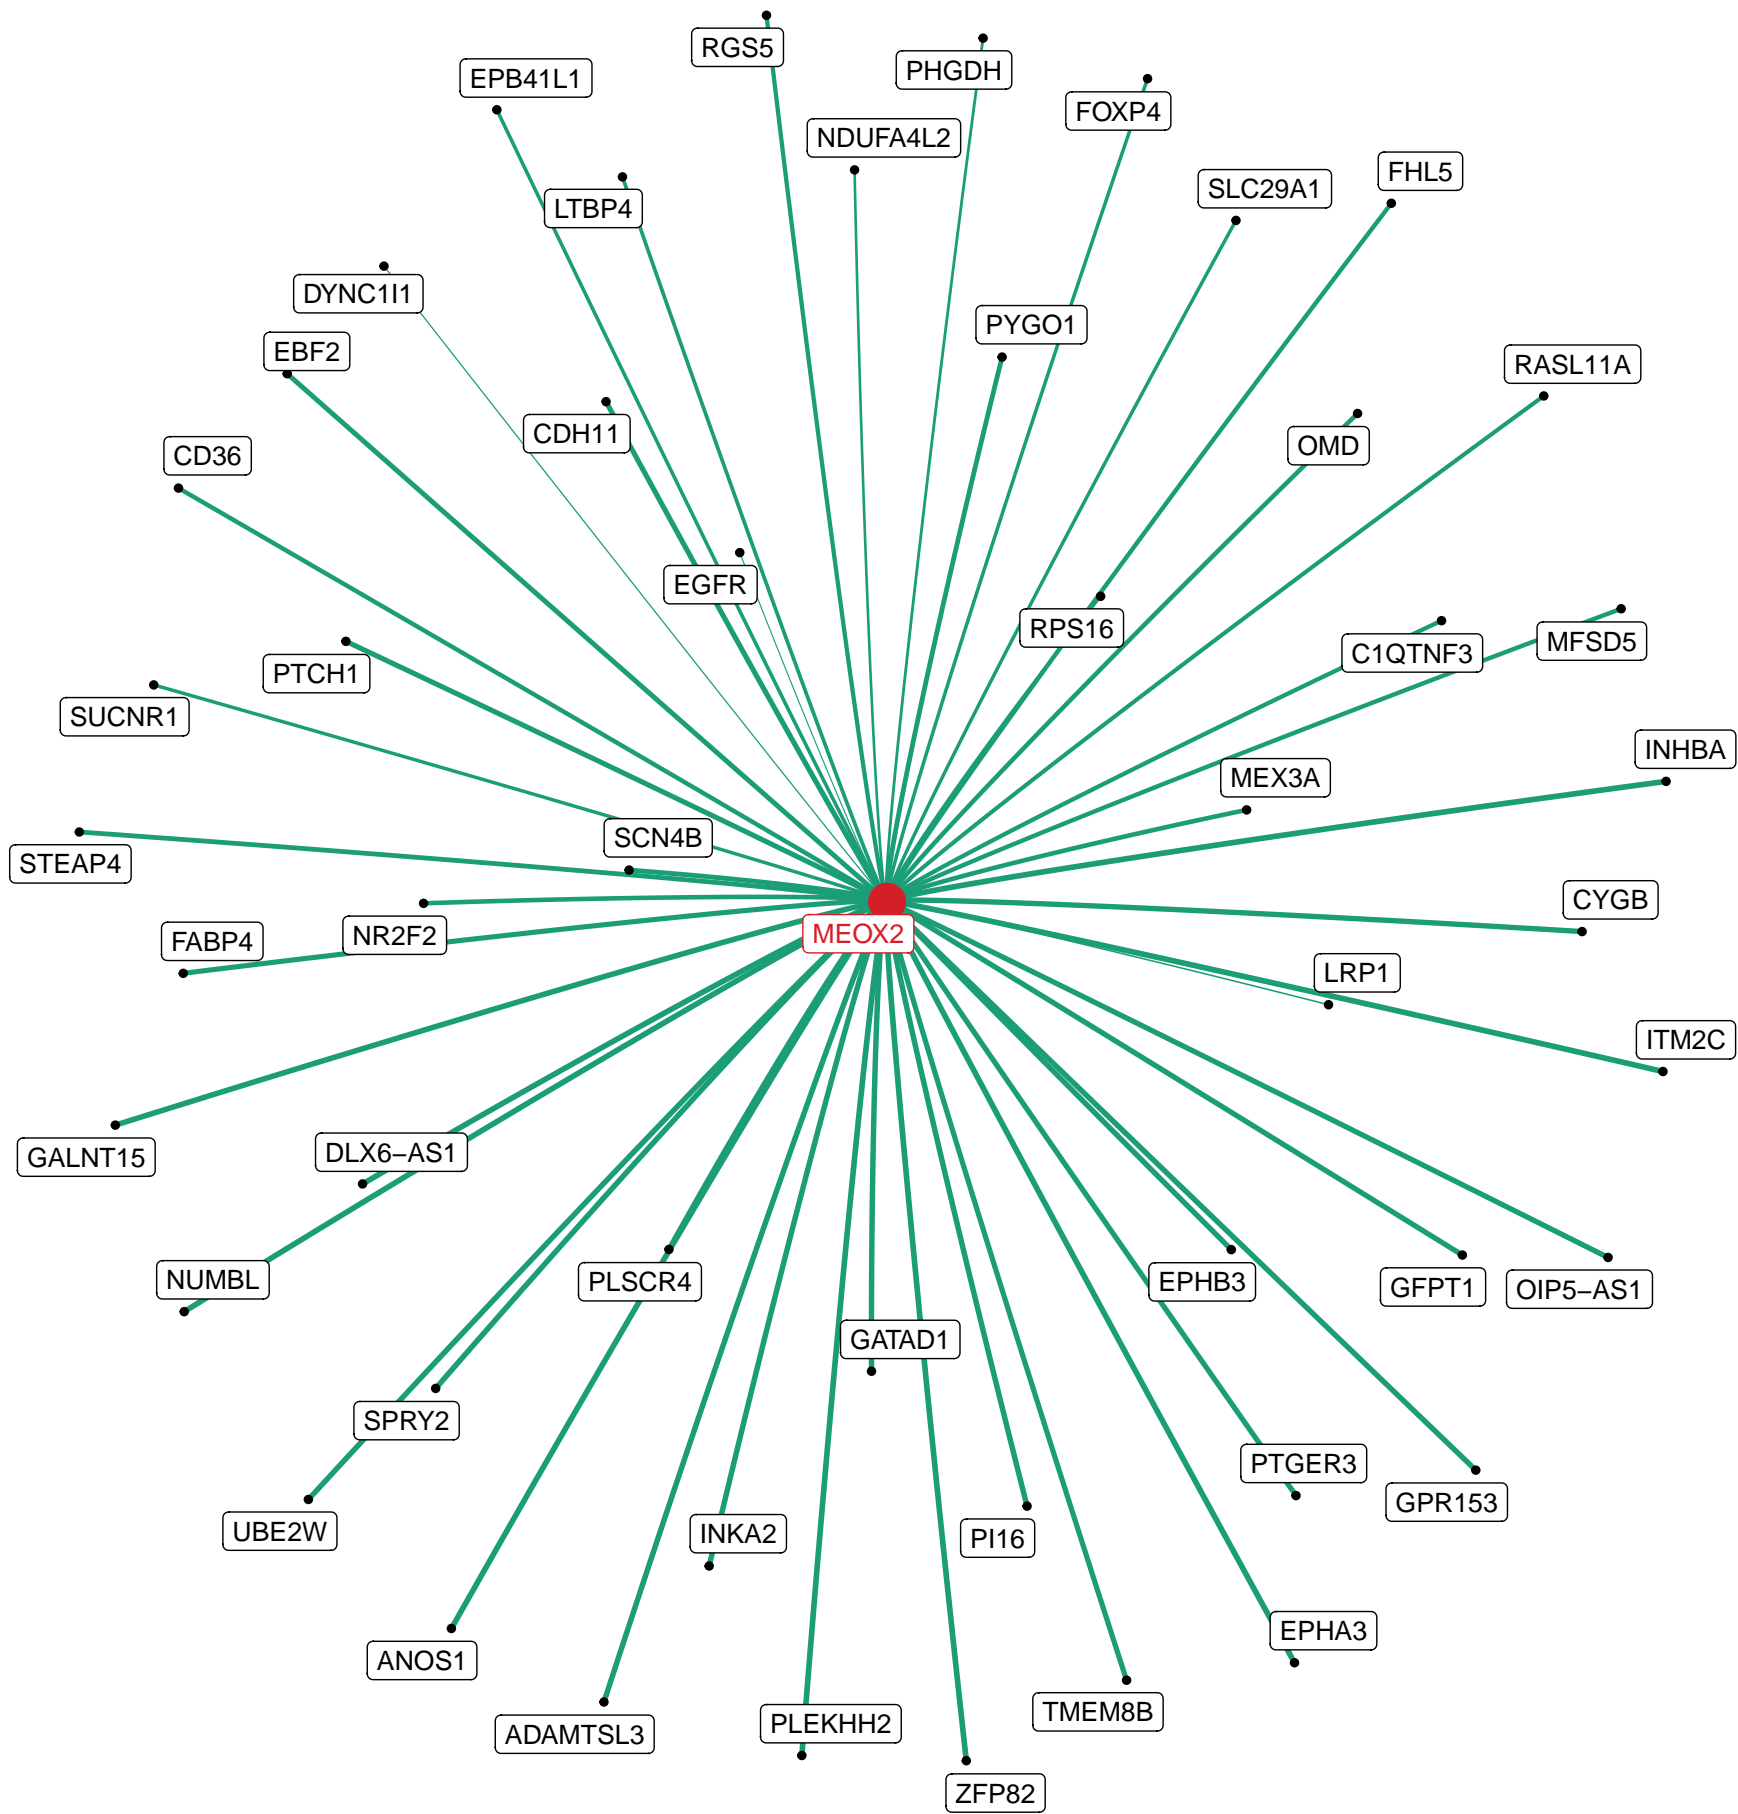 RGS5
PHGDH
EPB41L1
FOXP4
NDUFA4L2
FHL5
SLC29A1
LTBP4
DYNC1I1
PYGO1
EBF2
RASL11A
CDH11
OMD
CD36
EGFR
RPS16
MFSD5
C1QTNF3
PTCH1
SUCNR1
INHBA
MEX3A
SCN4B
STEAP4
CYGB
MEOX2
NR2F2
FABP4
LRP1
ITM2C
DLX6−AS1
GALNT15
NUMBL
PLSCR4
EPHB3
GFPT1
OIP5−AS1
GATAD1
SPRY2
PTGER3
GPR153
UBE2W
INKA2
PI16
EPHA3
ANOS1
TMEM8B
PLEKHH2
ADAMTSL3
ZFP82